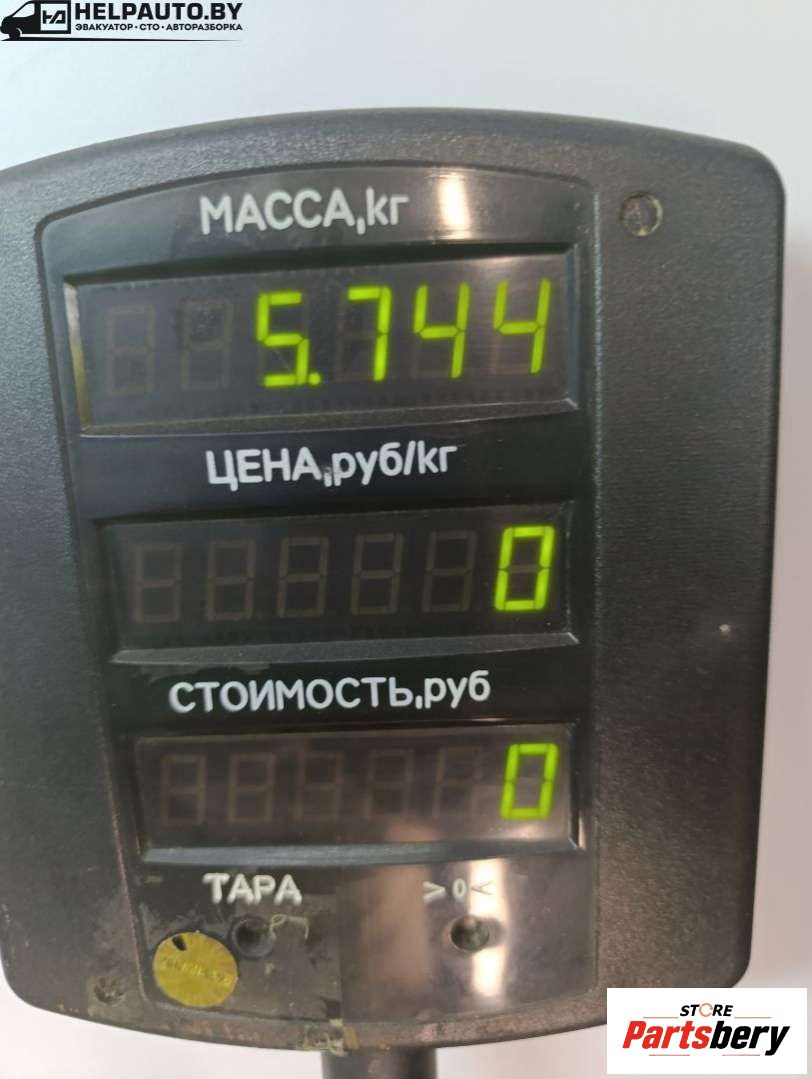 HELPAUTO.BY
ЭВАКУАТОР•СТО•АВТОРАЗБОРКА
МАССА,кг
5.744
ЦЕНА,руб/кг
0
СТОИМОСТЬ,руб
0
ТАРА >0<
STORE
Partsbery